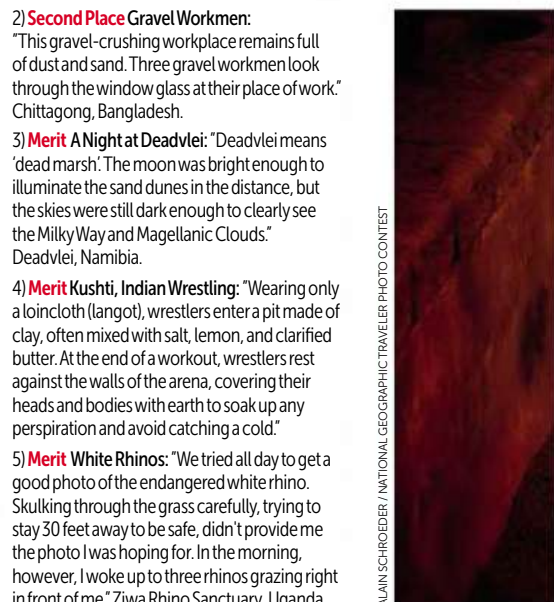 2) Second Place Gravel Workmen:
"This gravel-crushing workplace remains full
of dust and sand. Three gravel workmen look
through the window glass at their place of work."
Chittagong, Bangladesh.
3) Merit A Night at Deadvlei: "Deadvlei means
'dead marsh'. The moon was bright enough to
illuminate the sand dunes in the distance, but
the skies were still dark enough to clearly see
the Milky Way and Magellanic Clouds."
Deadvlei, Namibia.
4) Merit Kushti, Indian Wrestling: "Wearing only
a loincloth (langot), wrestlers enter a pit made of
clay, often mixed with salt, lemon, and clarified
butter. At the end of a workout, wrestlers rest
against the walls of the arena, covering their
heads and bodies with earth to soak up any
perspiration and avoid catching a cold."
5) Merit White Rhinos: "We tried all day to get a
good photo of the endangered white rhino.
Skulking through the grass carefully, trying to
stay 30 feet away to be safe, didn't provide me
the photo I was hoping for. In the morning,
however, I woke up to three rhinos grazing right
in front of me." Ziwa Rhino Sanctuary, Uganda
ALAIN SCHROEDER / NATIONAL GEOGRAPHIC TRAVELER PHOTO CONTEST